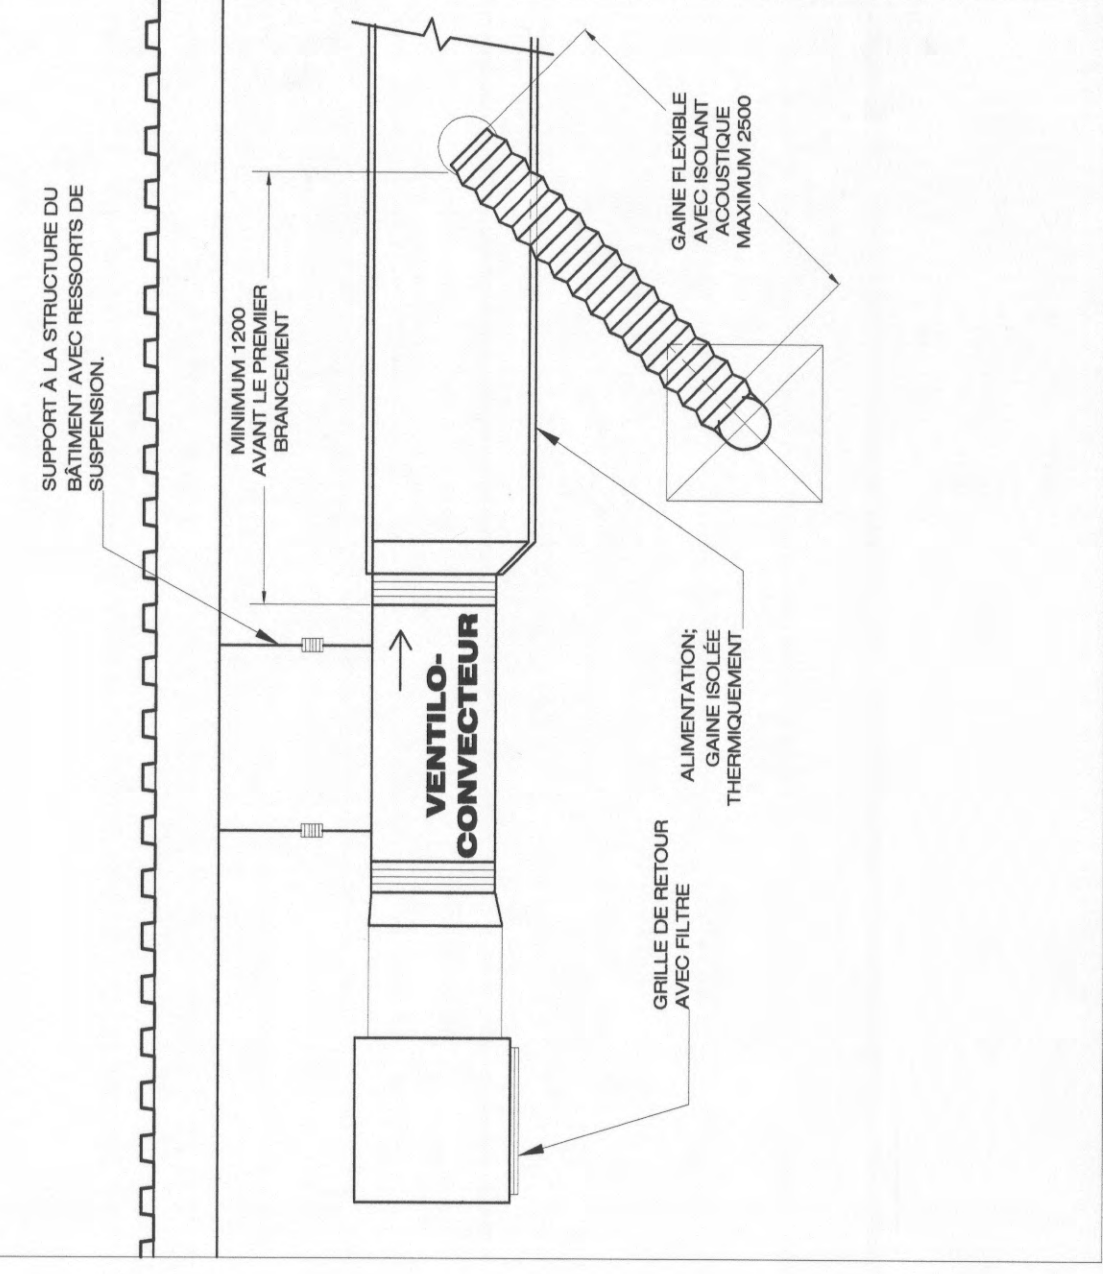 SUPPORT À LA STRUCTURE DU
BÂTIMENT AVEC RESSORTS DE
SUSPENSION.
MINIMUM 1200
AVANT LE PREMIER
BRANCEMENT
GAINE FLEXIBLE
AVEC ISOLANT
ACOUSTIQUE
MAXIMUM 2500
VENTILO-
CONVECTEUR
ALIMENTATION;
GAINE ISOLÉE
THERMIQUEMENT
GRILLE DE RETOUR
AVEC FILTRE